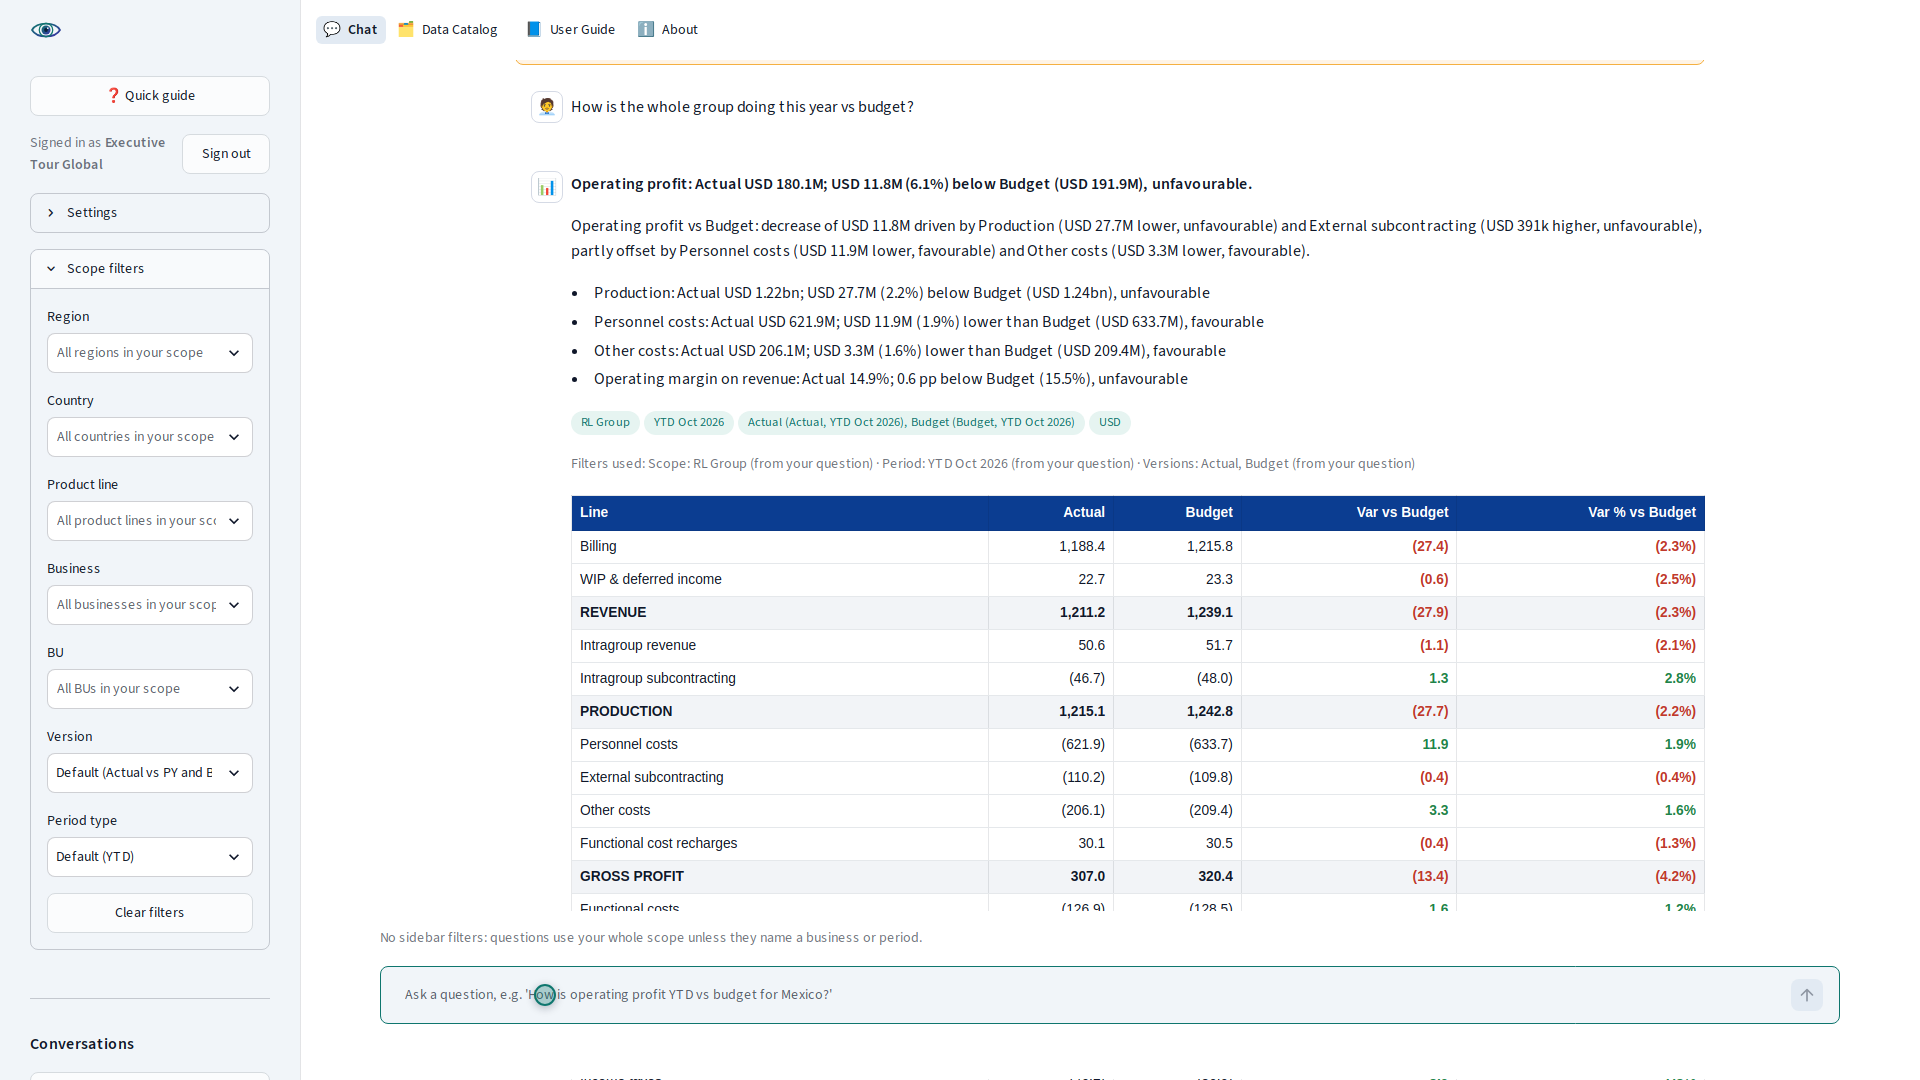 Chat
Data Catalog
User Guide
About
Quick guide
Signed in as Executive Tour Global
Sign out
Settings
Scope filters
Region
All regions in your scope
Country
All countries in your scope
Product line
All product lines in your sc
Business
All businesses in your scop
BU
All BUs in your scope
Version
Default (Actual vs PY and B
Period type
Default (YTD)
Clear filters
Conversations
How is the whole group doing this year vs budget?
Operating profit: Actual USD 180.1M; USD 11.8M (6.1%) below Budget (USD 191.9M), unfavourable.
Operating profit vs Budget: decrease of USD 11.8M driven by Production (USD 27.7M lower, unfavourable) and External subcontracting (USD 391k higher, unfavourable),
partly offset by Personnel costs (USD 11.9M lower, favourable) and Other costs (USD 3.3M lower, favourable).
• Production: Actual USD 1.22bn; USD 27.7M (2.2%) below Budget (USD 1.24bn), unfavourable
• Personnel costs: Actual USD 621.9M; USD 11.9M (1.9%) lower than Budget (USD 633.7M), favourable
• Other costs: Actual USD 206.1M; USD 3.3M (1.6%) lower than Budget (USD 209.4M), favourable
• Operating margin on revenue: Actual 14.9%; 0.6 pp below Budget (15.5%), unfavourable
RL Group YTD Oct 2026 Actual (Actual, YTD Oct 2026), Budget (Budget, YTD Oct 2026) USD
Filters used: Scope: RL Group (from your question) · Period: YTD Oct 2026 (from your question) · Versions: Actual, Budget (from your question)
Line Actual Budget Var vs Budget Var % vs Budget
Billing 1,188.4 1,215.8 (27.4) (2.3%)
WIP & deferred income 22.7 23.3 (0.6) (2.5%)
REVENUE 1,211.2 1,239.1 (27.9) (2.3%)
Intragroup revenue 50.6 51.7 (1.1) (2.1%)
Intragroup subcontracting (46.7) (48.0) 1.3 2.8%
PRODUCTION 1,215.1 1,242.8 (27.7) (2.2%)
Personnel costs (621.9) (633.7) 11.9 1.9%
External subcontracting (110.2) (109.8) (0.4) (0.4%)
Other costs (206.1) (209.4) 3.3 1.6%
Functional cost recharges 30.1 30.5 (0.4) (1.3%)
GROSS PROFIT 307.0 320.4 (13.4) (4.2%)
Functional costs (126.9) (128.5) 1.6 1.2%
No sidebar filters: questions use your whole scope unless they name a business or period.
Ask a question, e.g. 'How is operating profit YTD vs budget for Mexico?'